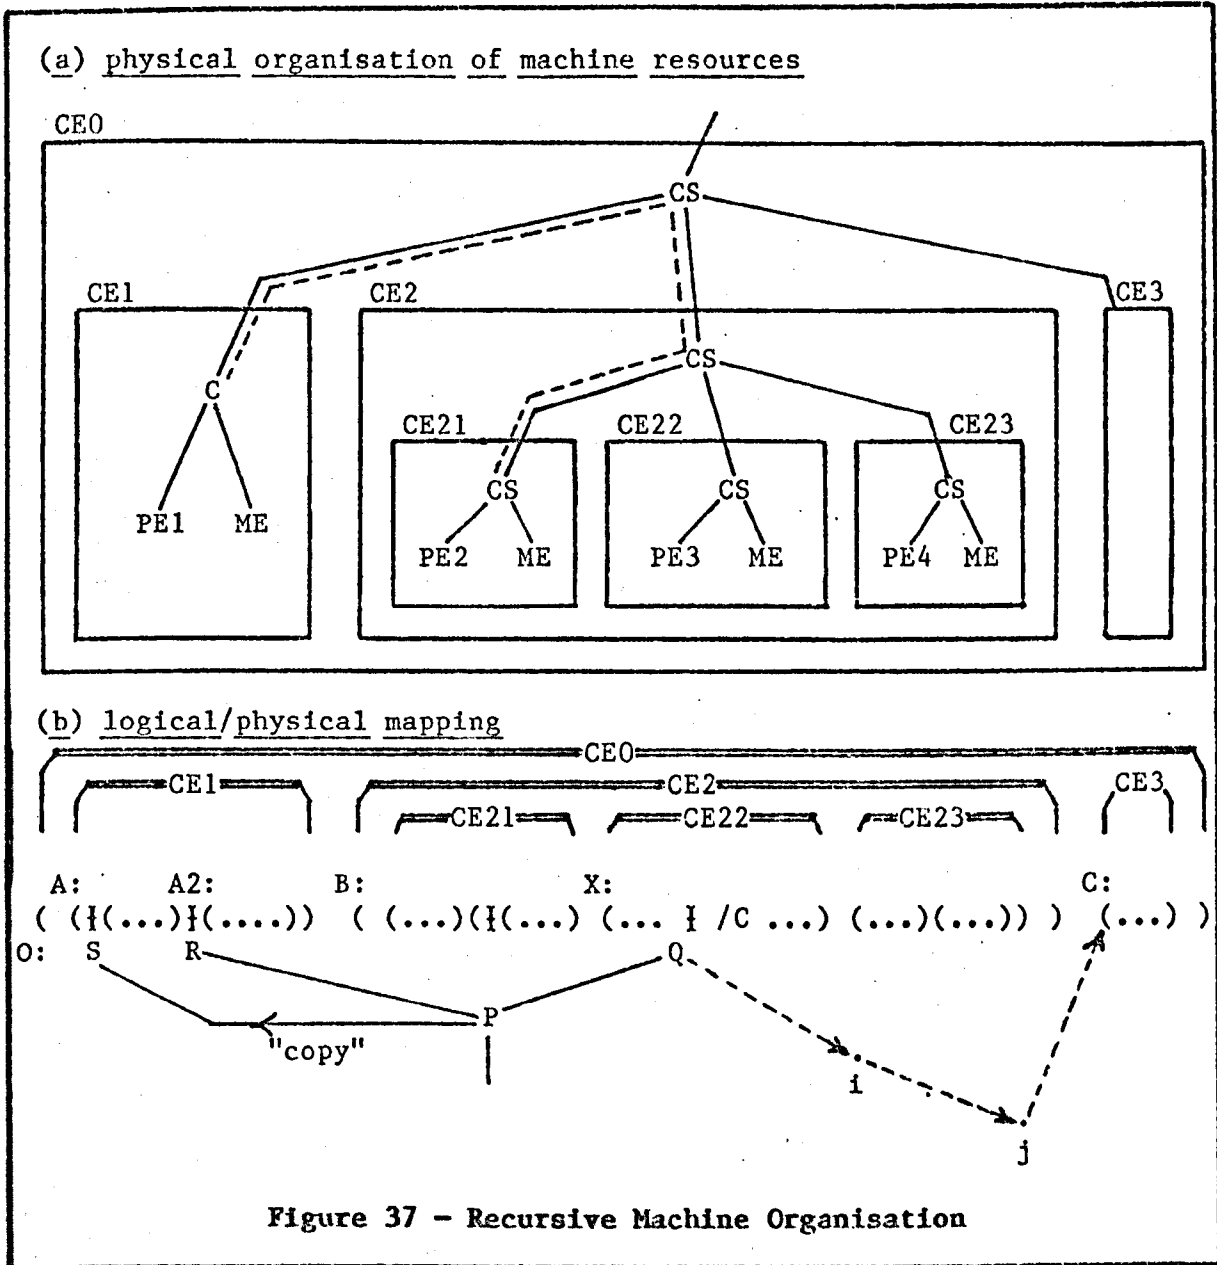 (a) physical organisation of machine resources
CE0
CS
CE1 CE2 CE3
C CS
CE21 CE22 CE23
CS CS CS
PE1 ME
PE2 ME PE3 ME PE4 ME
(b) logical/physical mapping
CE0
CE1 CE2 CE3
CE21 CE22 CE23
A: A2: B: X: C:
( (I(...)I(....)) ( (...)(I(...) (... I /C ...) (...)(...)) ) (...) )
O: S R Q
P
"copy"
i
j
Figure 37 - Recursive Machine Organisation